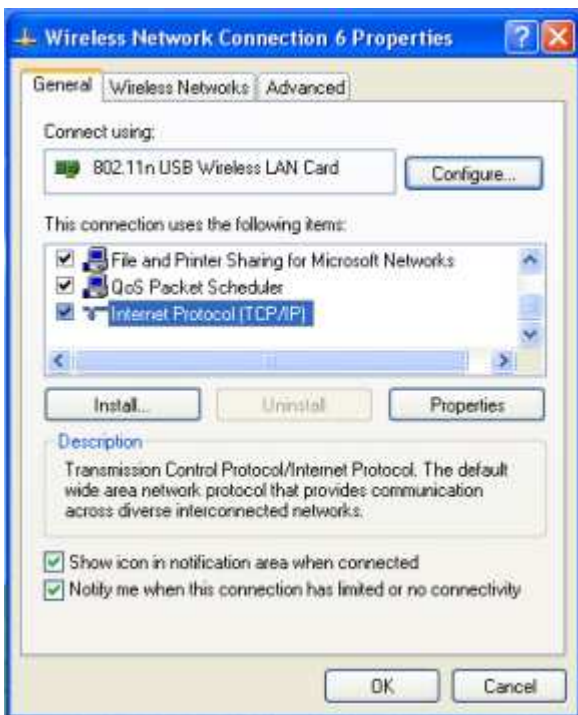 Wireless Network Connection 6 Properties
General Wireless Networks Advanced
Connect using:
802.11n USB Wireless LAN Card Configure...
This connection uses the following items:
File and Printer Sharing for Microsoft Networks
QoS Packet Scheduler
Internet Protocol (TCP/IP)
Install... Uninstall Properties
Description
Transmission Control Protocol/Internet Protocol. The default
wide area network protocol that provides communication
across diverse interconnected networks.
Show icon in notification area when connected
Notify me when this connection has limited or no connectivity
OK Cancel